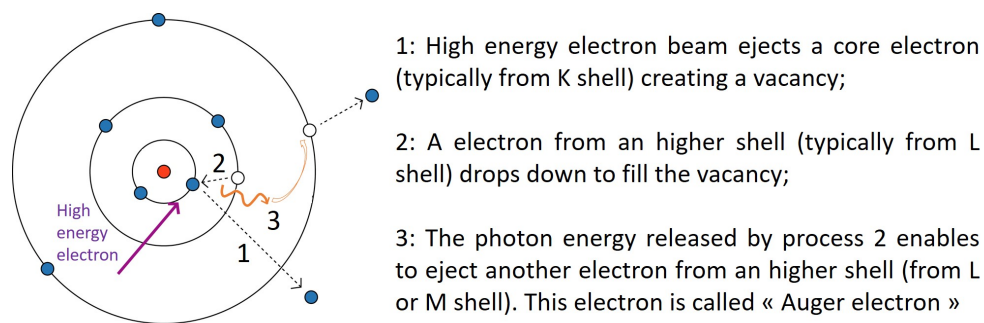 1: High energy electron beam ejects a core electron
(typically from K shell) creating a vacancy;
2: A electron from an higher shell (typically from L
shell) drops down to fill the vacancy;
3: The photon energy released by process 2 enables
to eject another electron from an higher shell (from L
or M shell). This electron is called « Auger electron »
2
3
1
High
energy
electron